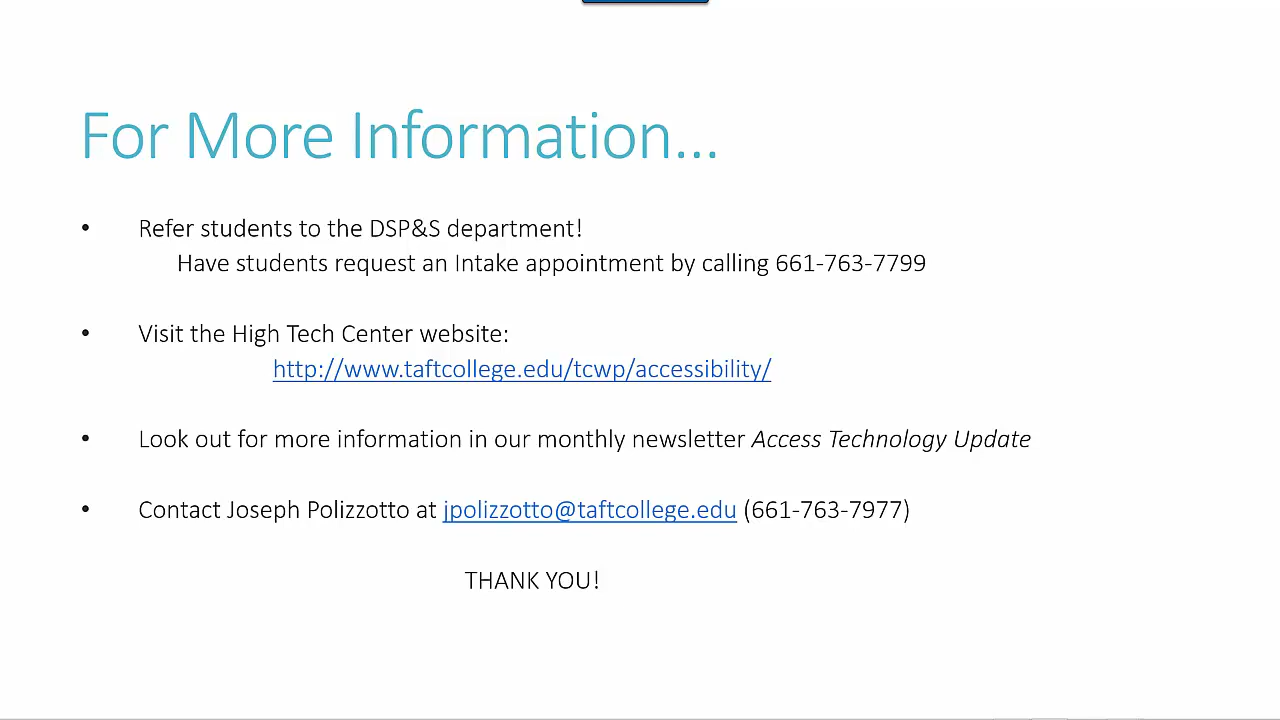 For More Information...
• Refer students to the DSP&S department!
Have students request an Intake appointment by calling 661-763-7799
• Visit the High Tech Center website:
http://www.taftcollege.edu/tcwp/accessibility/
• Look out for more information in our monthly newsletter Access Technology Update
• Contact Joseph Polizzotto at jpolizzotto@taftcollege.edu (661-763-7977)
THANK YOU!